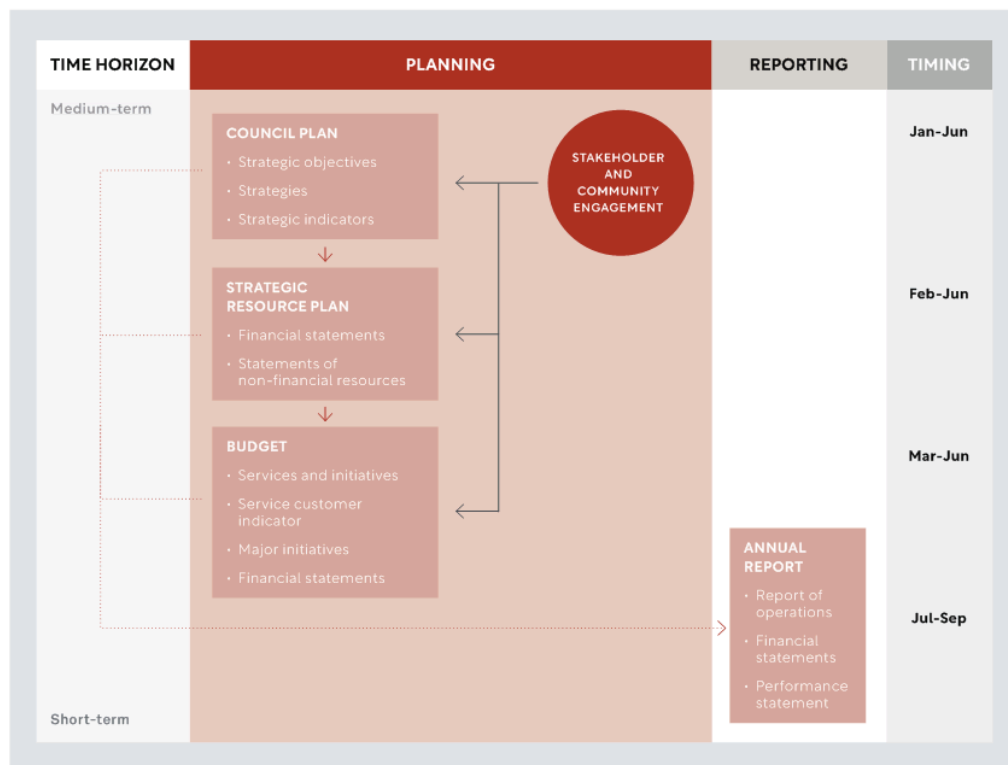 TIME HORIZON
PLANNING
REPORTING
TIMING
Medium-term
COUNCIL PLAN
• Strategic objectives
• Strategies
• Strategic indicators
STAKEHOLDER
AND
COMMUNITY
ENGAGEMENT
Jan-Jun
STRATEGIC
RESOURCE PLAN
• Financial statements
• Statements of
non-financial resources
Feb-Jun
BUDGET
• Services and initiatives
• Service customer
indicator
• Major initiatives
• Financial statements
Mar-Jun
ANNUAL
REPORT
• Report of
operations
• Financial
statements
• Performance
statement
Jul-Sep
Short-term